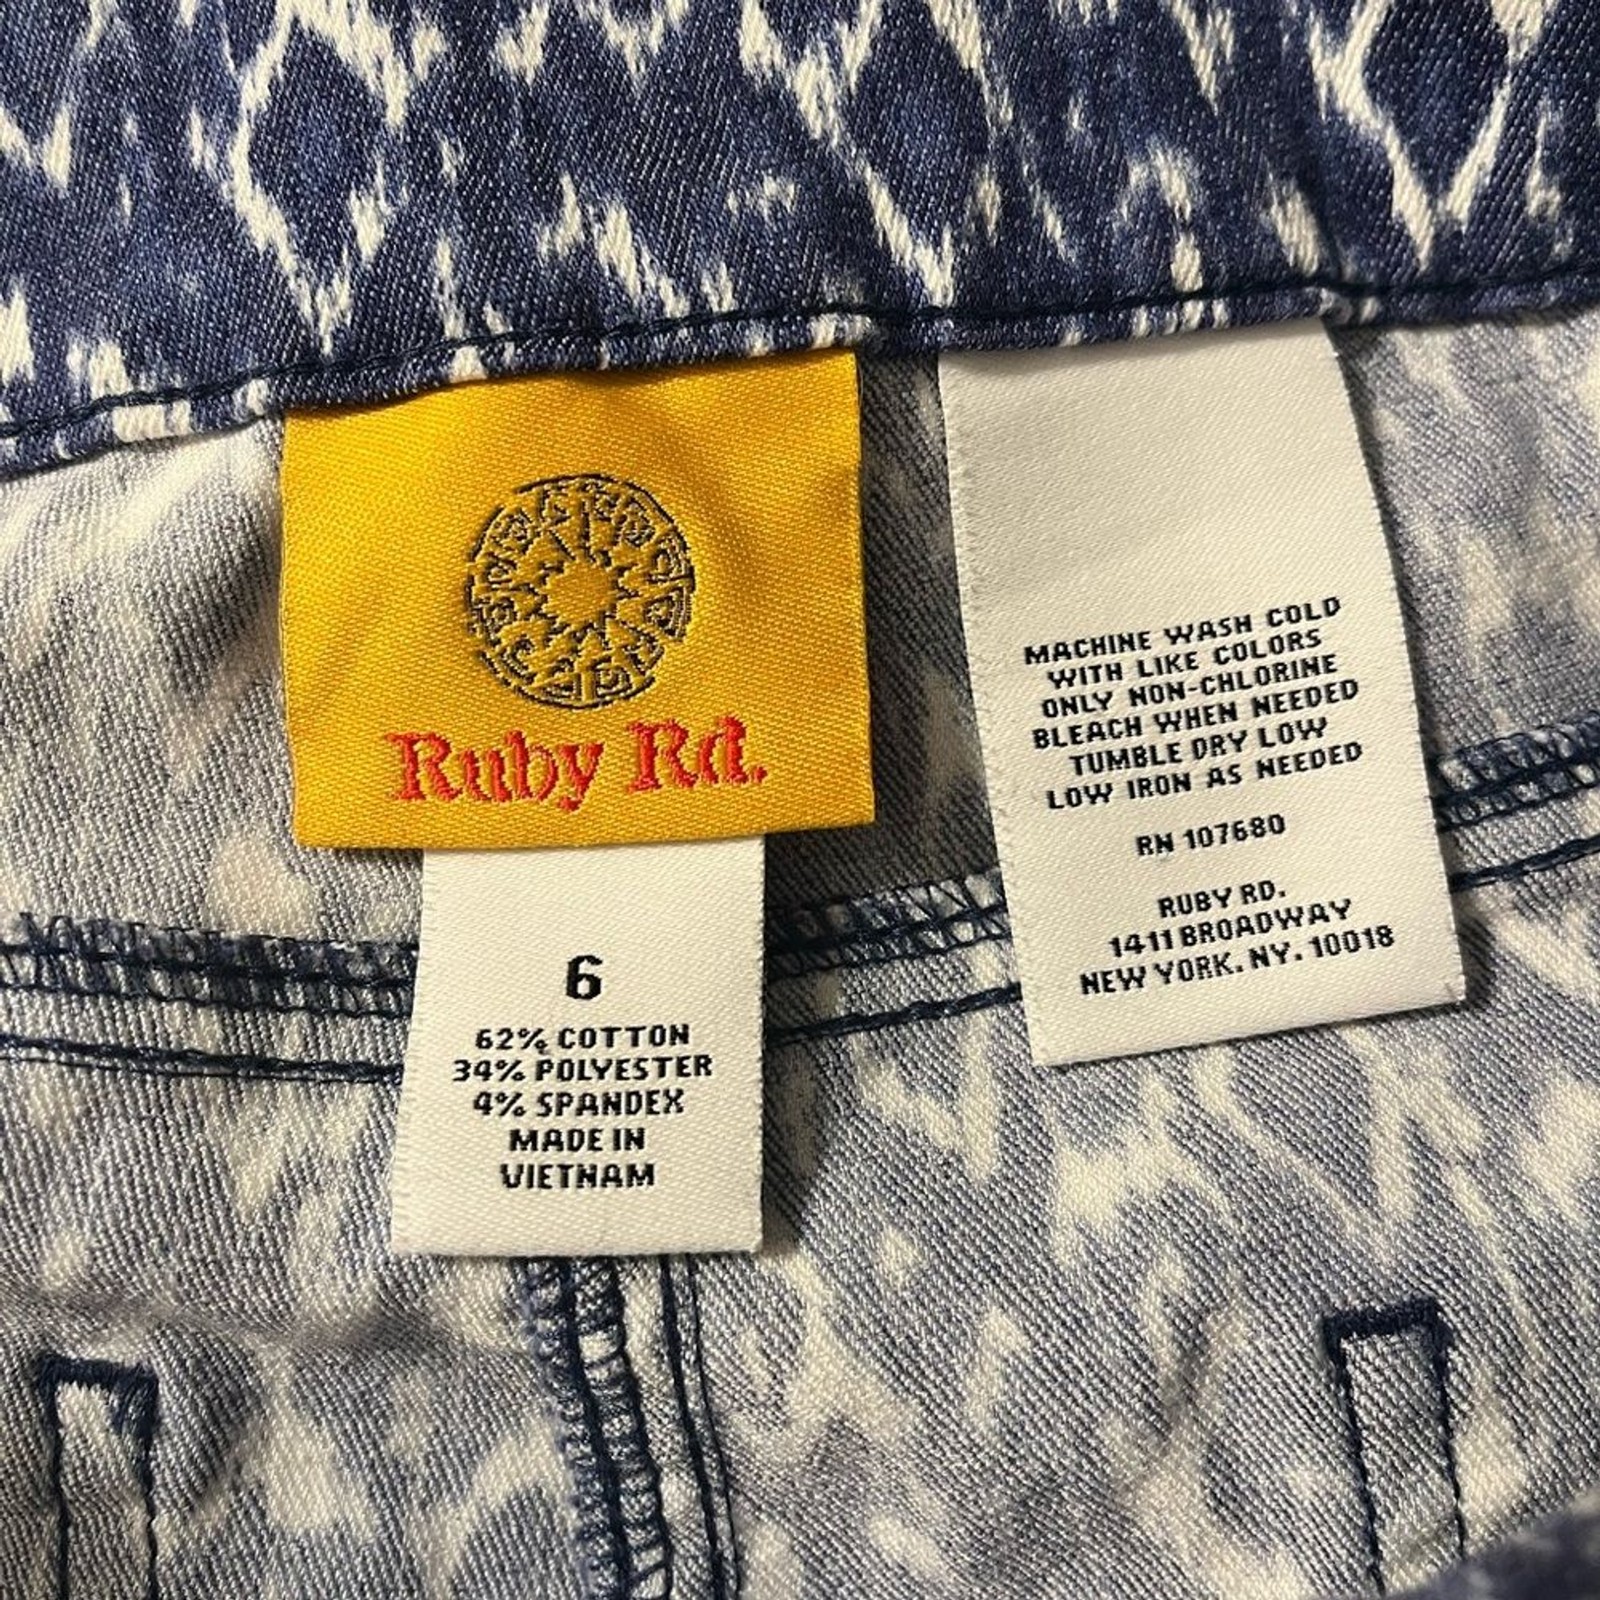 Ruby Rd.
6
62% COTTON
34% POLYESTER
4% SPANDEX
MADE IN
VIETNAM
MACHINE WASH COLD
WITH LIKE COLORS
ONLY NON-CHLORINE
BLEACH WHEN NEEDED
TUMBLE DRY LOW
LOW IRON AS NEEDED
RN 107680
RUBY RD.
1411 BROADWAY
NEW YORK. NY. 10018